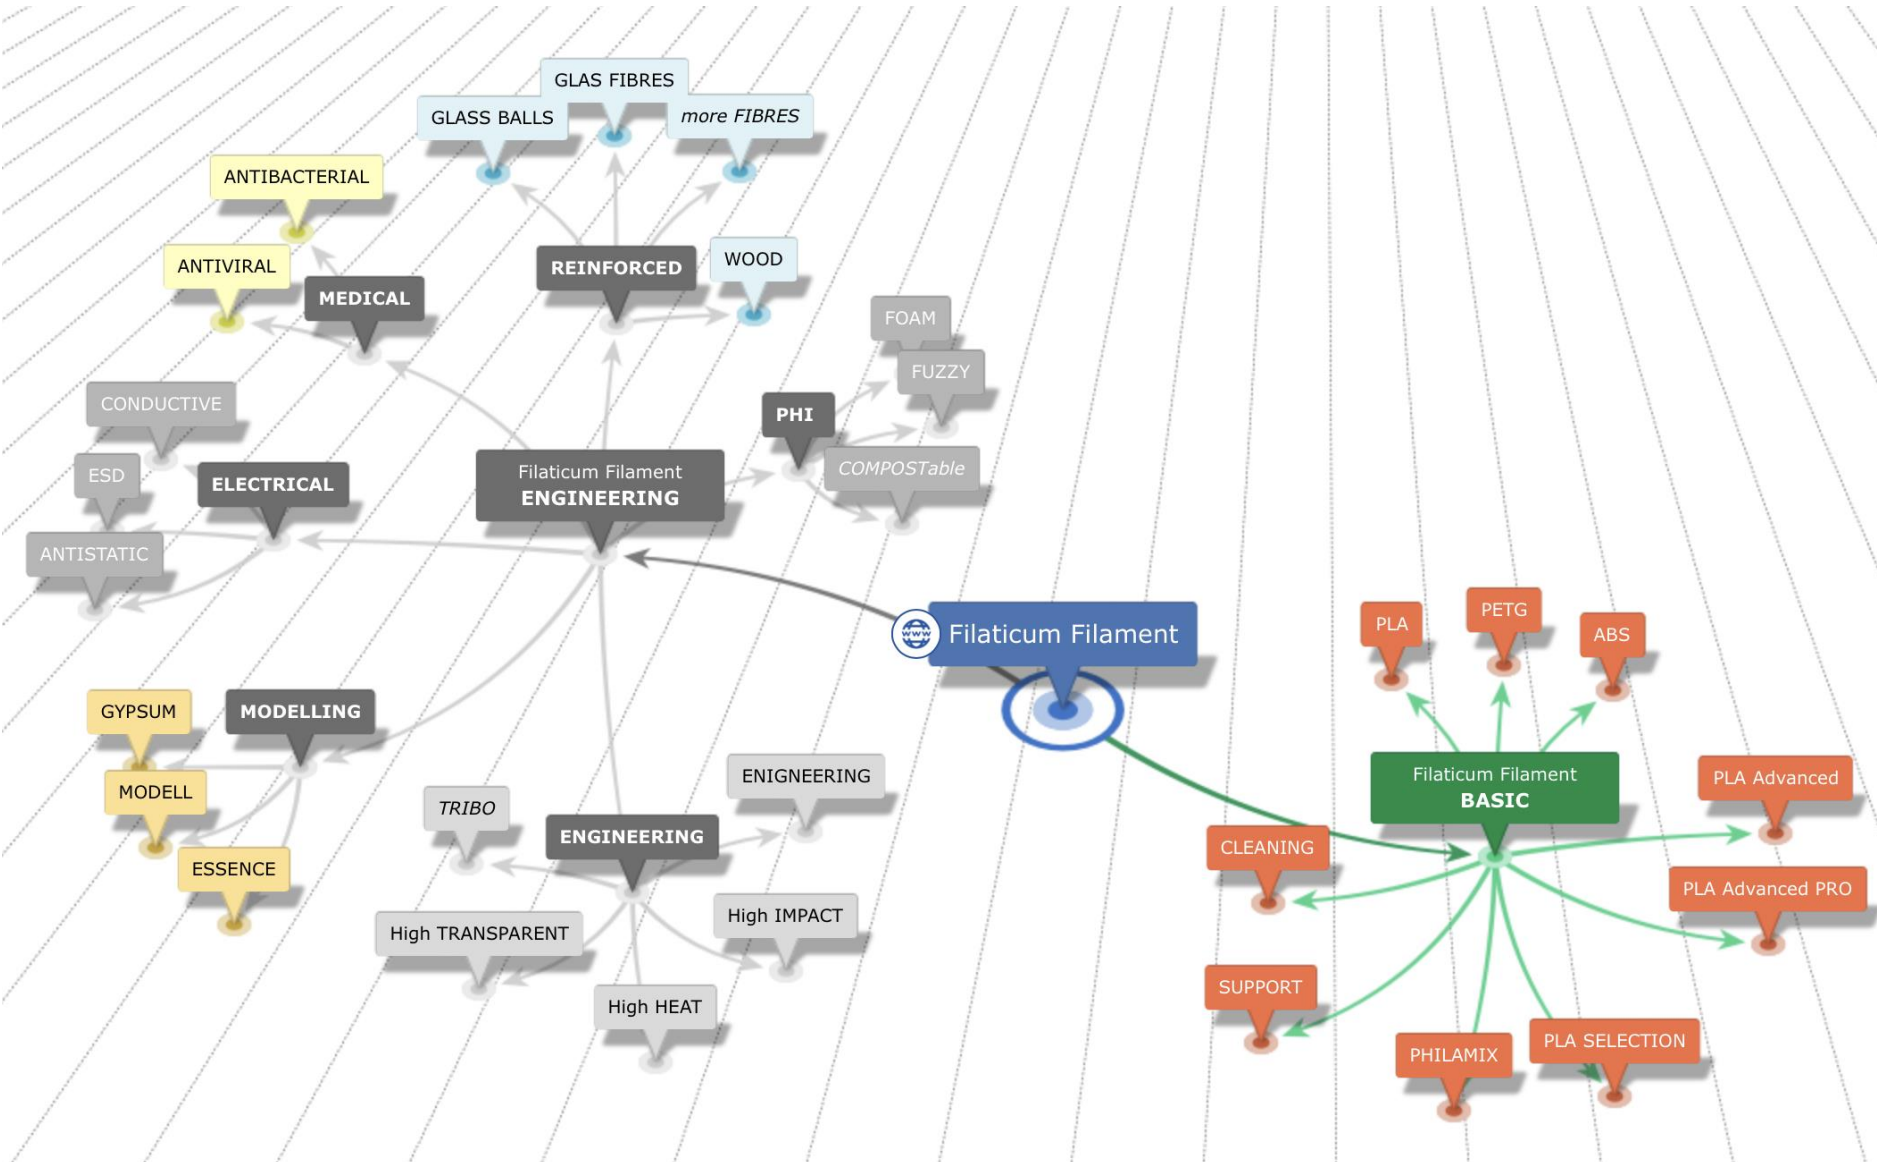 GLAS FIBRES
GLASS BALLS
more FIBRES
ANTIBACTERIAL
ANTIVIRAL
MEDICAL
REINFORCED
WOOD
FOAM
FUZZY
PHI
COMPOSTable
CONDUCTIVE
ESD
ELECTRICAL
ANTISTATIC
Filaticum Filament
ENGINEERING
www
Filaticum Filament
PLA
PETG
ABS
GYPSUM
MODELLING
MODELL
ESSENCE
TRIBO
ENGINEERING
ENIGNEERING
High TRANSPARENT
High IMPACT
High HEAT
Filaticum Filament
BASIC
PLA Advanced
CLEANING
PLA Advanced PRO
SUPPORT
PHILAMIX
PLA SELECTION